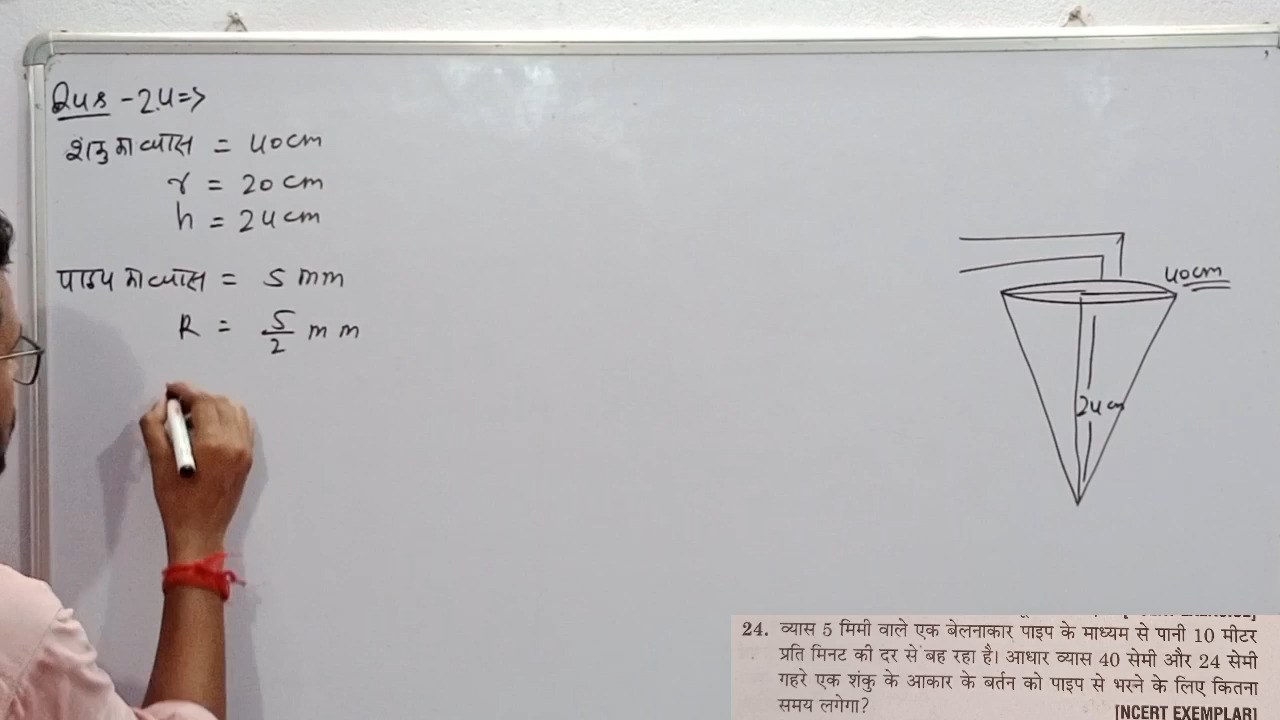 Qus - 24 =>
शंकु का व्यास = 40cm
r = 20 cm
h = 24 cm
पाइप का व्यास = 5 mm
R = 5/2 mm
40cm
24 cm
24. व्यास 5 मिमी वाले एक बेलनाकार पाइप के माध्यम से पानी 10 मीटर
प्रति मिनट की दर से बह रहा है। आधार व्यास 40 सेमी और 24 सेमी
गहरे एक शंकु के आकार के बर्तन को पाइप से भरने के लिए कितना
समय लगेगा?
[NCERT EXEMPLAR]